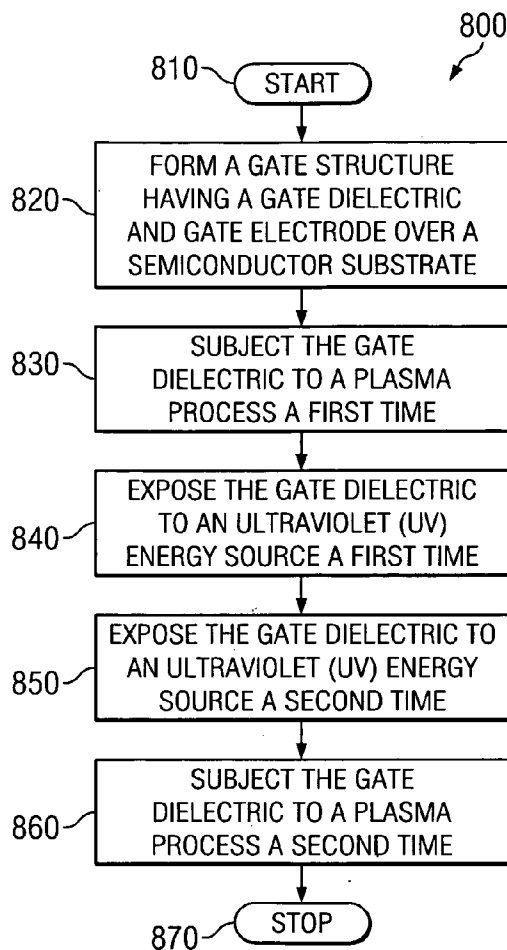 800
810
START
820
FORM A GATE STRUCTURE
HAVING A GATE DIELECTRIC
AND GATE ELECTRODE OVER A
SEMICONDUCTOR SUBSTRATE
830
SUBJECT THE GATE
DIELECTRIC TO A PLASMA
PROCESS A FIRST TIME
840
EXPOSE THE GATE DIELECTRIC
TO AN ULTRAVIOLET (UV)
ENERGY SOURCE A FIRST TIME
850
EXPOSE THE GATE DIELECTRIC TO
AN ULTRAVIOLET (UV) ENERGY
SOURCE A SECOND TIME
860
SUBJECT THE GATE
DIELECTRIC TO A PLASMA
PROCESS A SECOND TIME
870
STOP